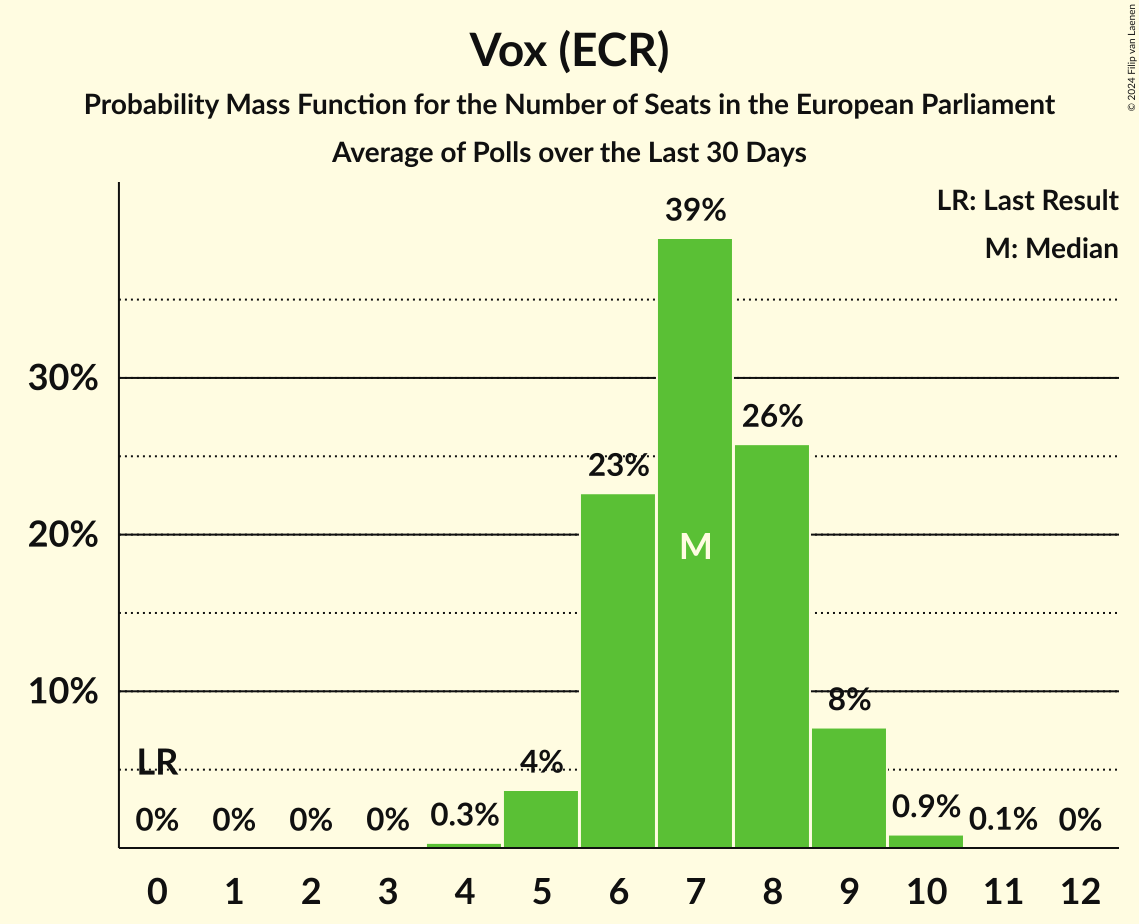 Vox (ECR)
Probability Mass Function for the Number of Seats in the European Parliament
Average of Polls over the Last 30 Days
© 2024 Filip van Laenen
LR: Last Result
M: Median
39%
30%
26%
23%
20%
M
10%
8%
LR
4%
0% 0% 0% 0% 0.3% 0.9% 0.1% 0%
0 1 2 3 4 5 6 7 8 9 10 11 12